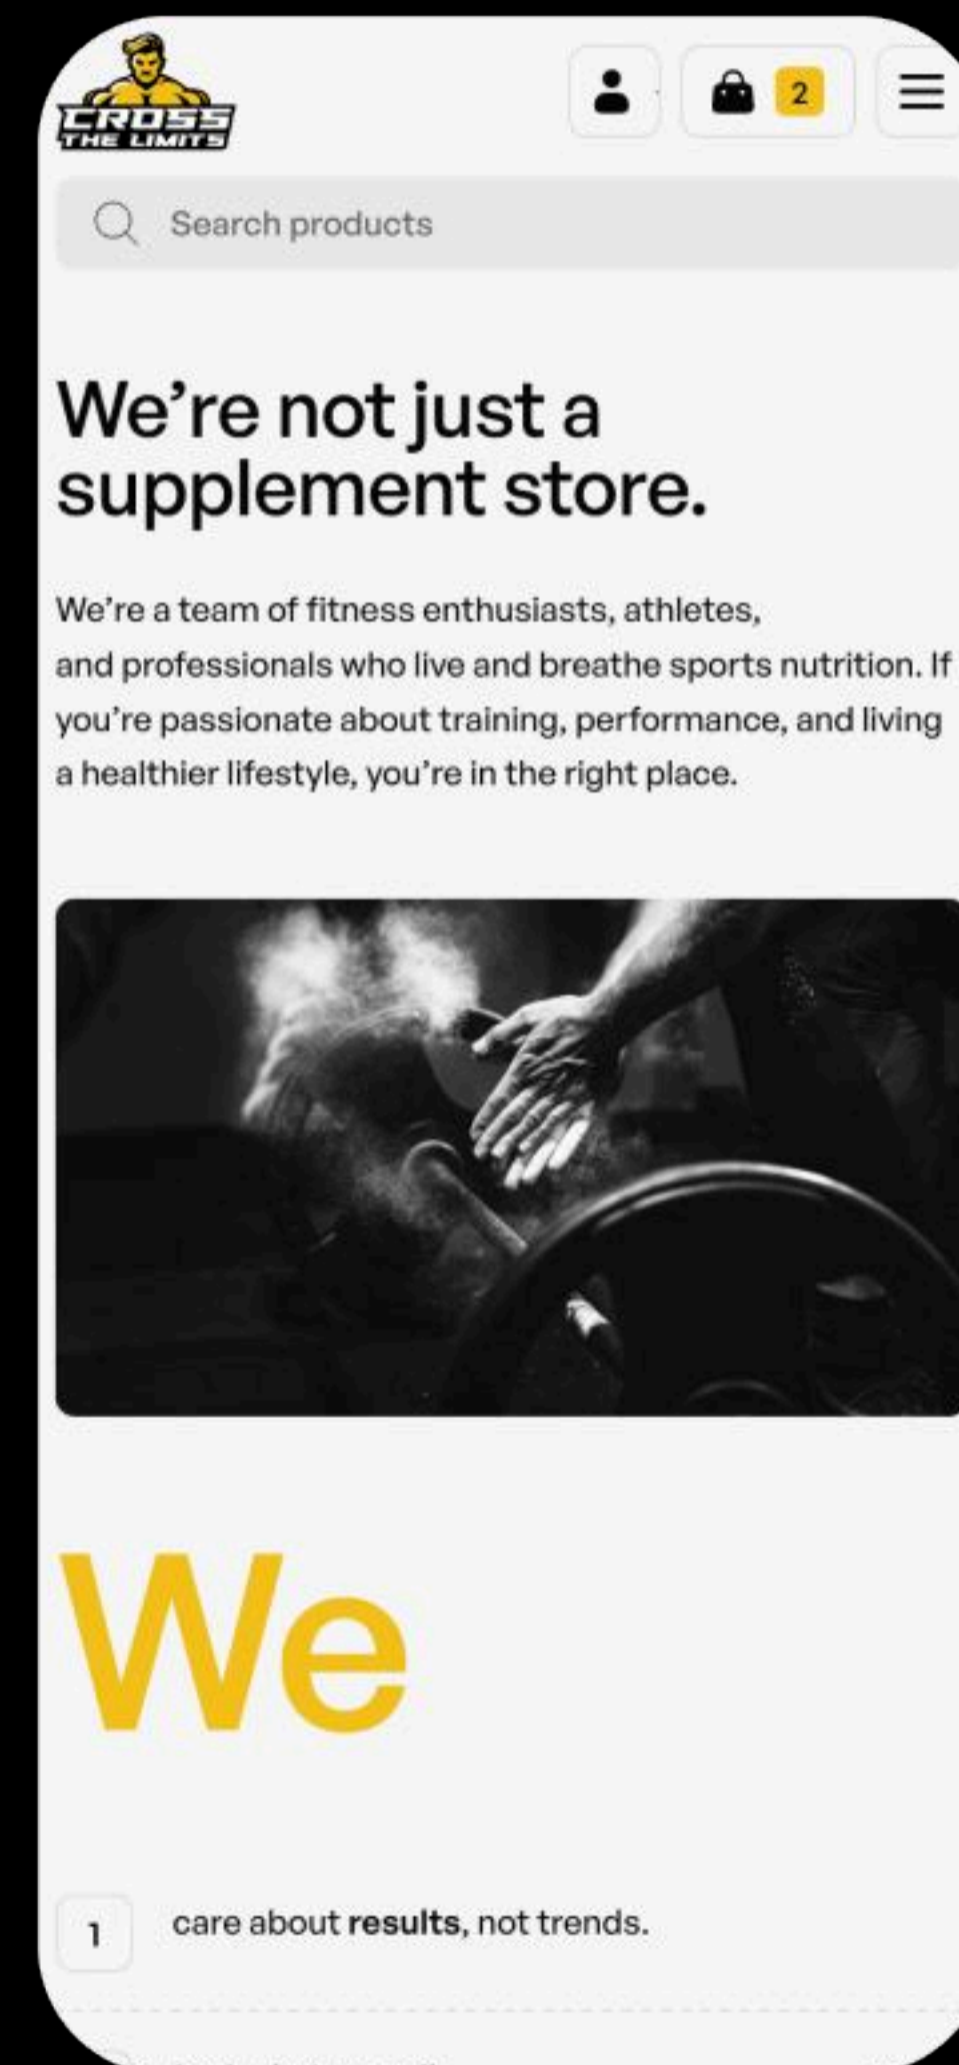 CROSS
THE LIMITS
2
Search products
We’re not just a
supplement store.
We’re a team of fitness enthusiasts, athletes,
and professionals who live and breathe sports nutrition. If
you’re passionate about training, performance, and living
a healthier lifestyle, you’re in the right place.
We
1
care about results, not trends.